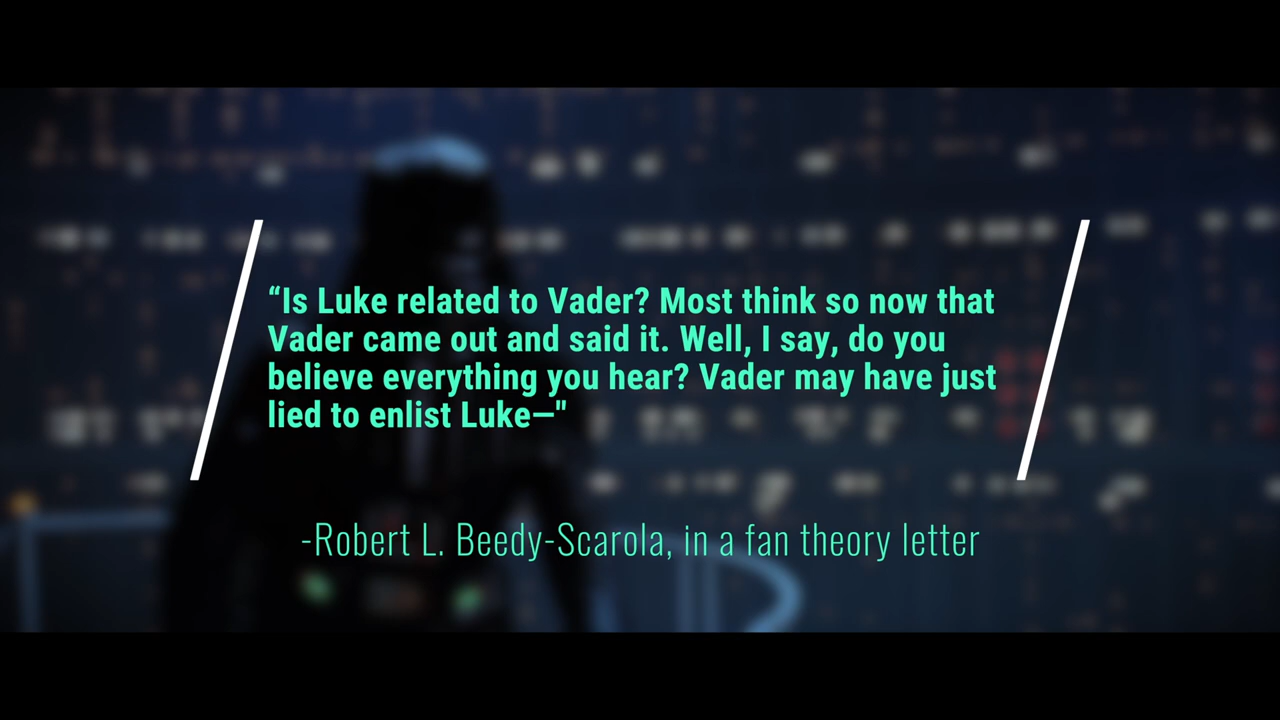 “Is Luke related to Vader? Most think so now that
Vader came out and said it. Well, I say, do you
believe everything you hear? Vader may have just
lied to enlist Luke—"
-Robert L. Beedy-Scarola, in a fan theory letter